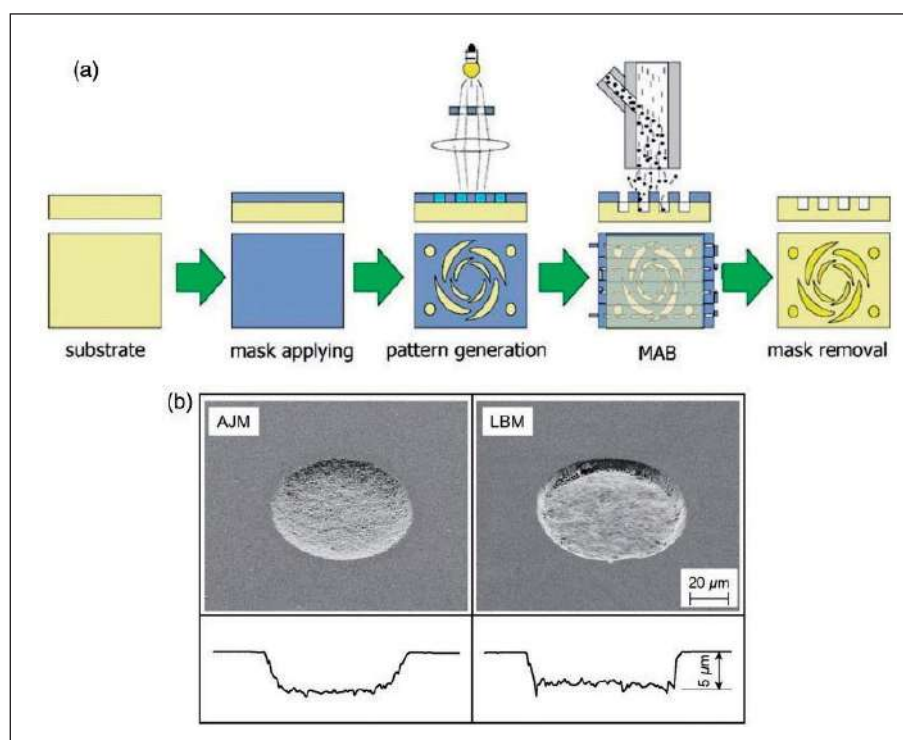 (a)
substrate
mask applying
pattern generation
MAB
mask removal
(b)
AJM
LBM
20 µm
5 µm